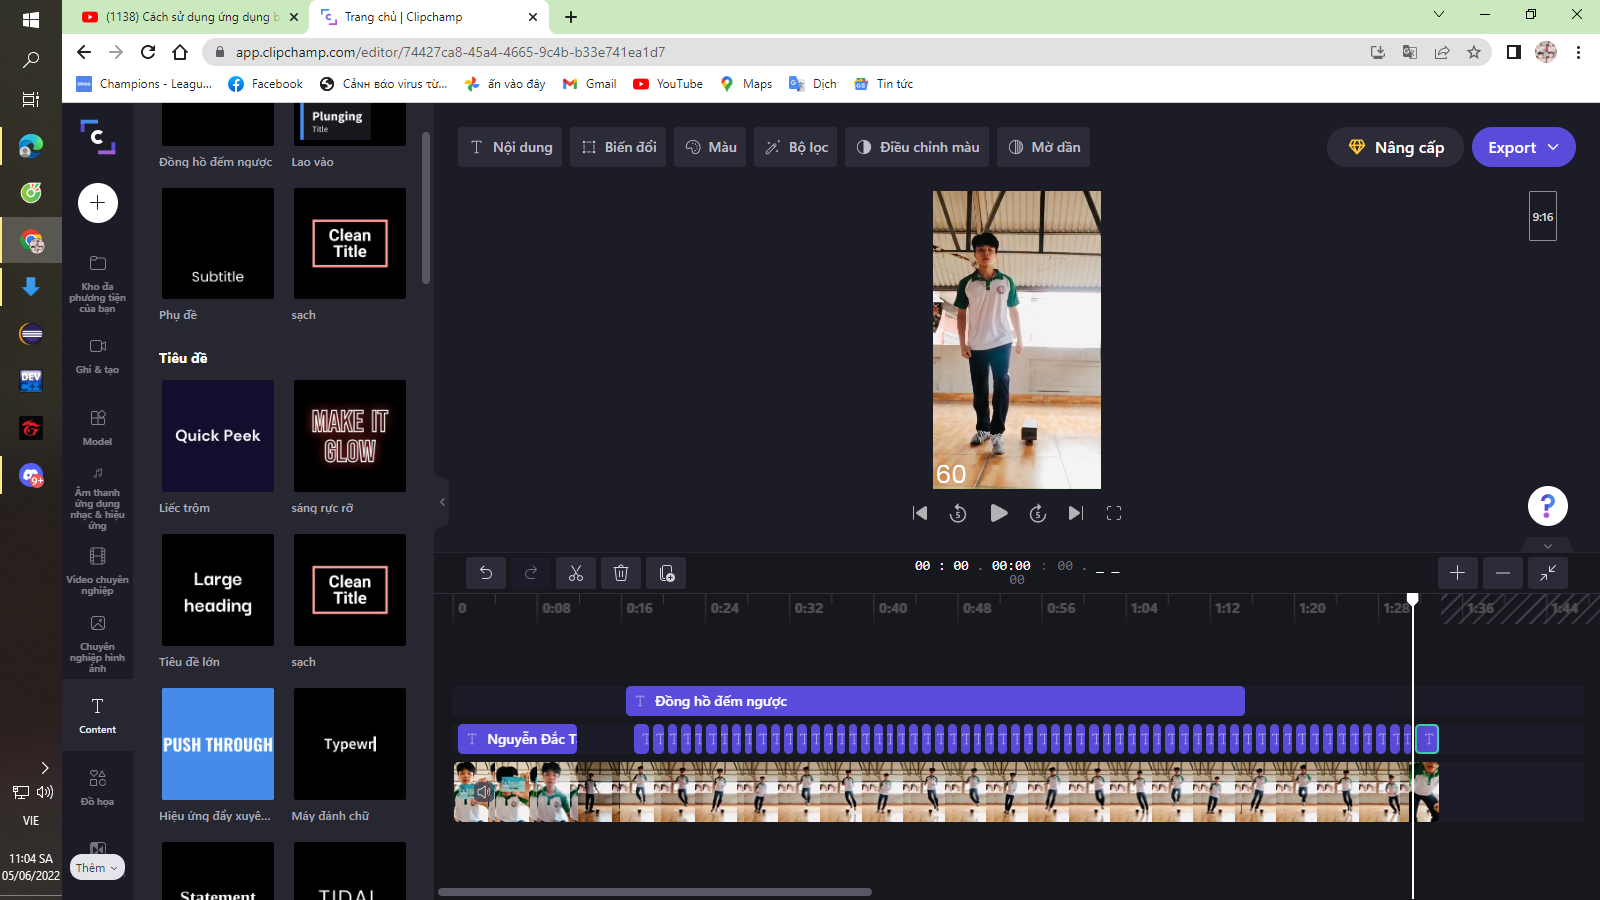 (1138) Cách sử dụng ứng dụng b
Trang chủ | Clipchamp
app.clipchamp.com/editor/74427ca8-45a4-4665-9c4b-b33e741ea1d7
Champions - Leagu...
Facebook
Cảnн вáo virus từ...
ấn vào đây
Gmail
YouTube
Maps
Dịch
Tin tức
Kho đa
phương tiện
của bạn
Ghi & tạo
Model
Âm thanh
ứng dụng
nhạc & hiệu
ứng
Video chuyên
nghiệp
Chuyên
nghiệp hình
ảnh
Content
Đồ họa
Thêm
Plunging
Title
Đồng hồ đếm ngược
Lao vào
Subtitle
Clean
Title
Phụ đề
sạch
Tiêu đề
Quick Peek
MAKE IT
GLOW
Liếc trộm
sáng rực rỡ
Large
heading
Clean
Title
Tiêu đề lớn
sạch
PUSH THROUGH
Typewr
Hiệu ứng đẩy xuyê...
Máy đánh chữ
Statement
TIDAL
Nội dung
Biến đổi
Màu
Bộ lọc
Điều chỉnh màu
Mờ dần
Nâng cấp
Export
9:16
60
5
5
?
00 : 00 . 00:00 : 00 . _ _
00
0
0:08
0:16
0:24
0:32
0:40
0:48
0:56
1:04
1:12
1:20
1:28
1:36
1:44
T Đồng hồ đếm ngược
T Nguyễn Đắc T
DEV
9+
VIE
11:04 SA
05/06/2022